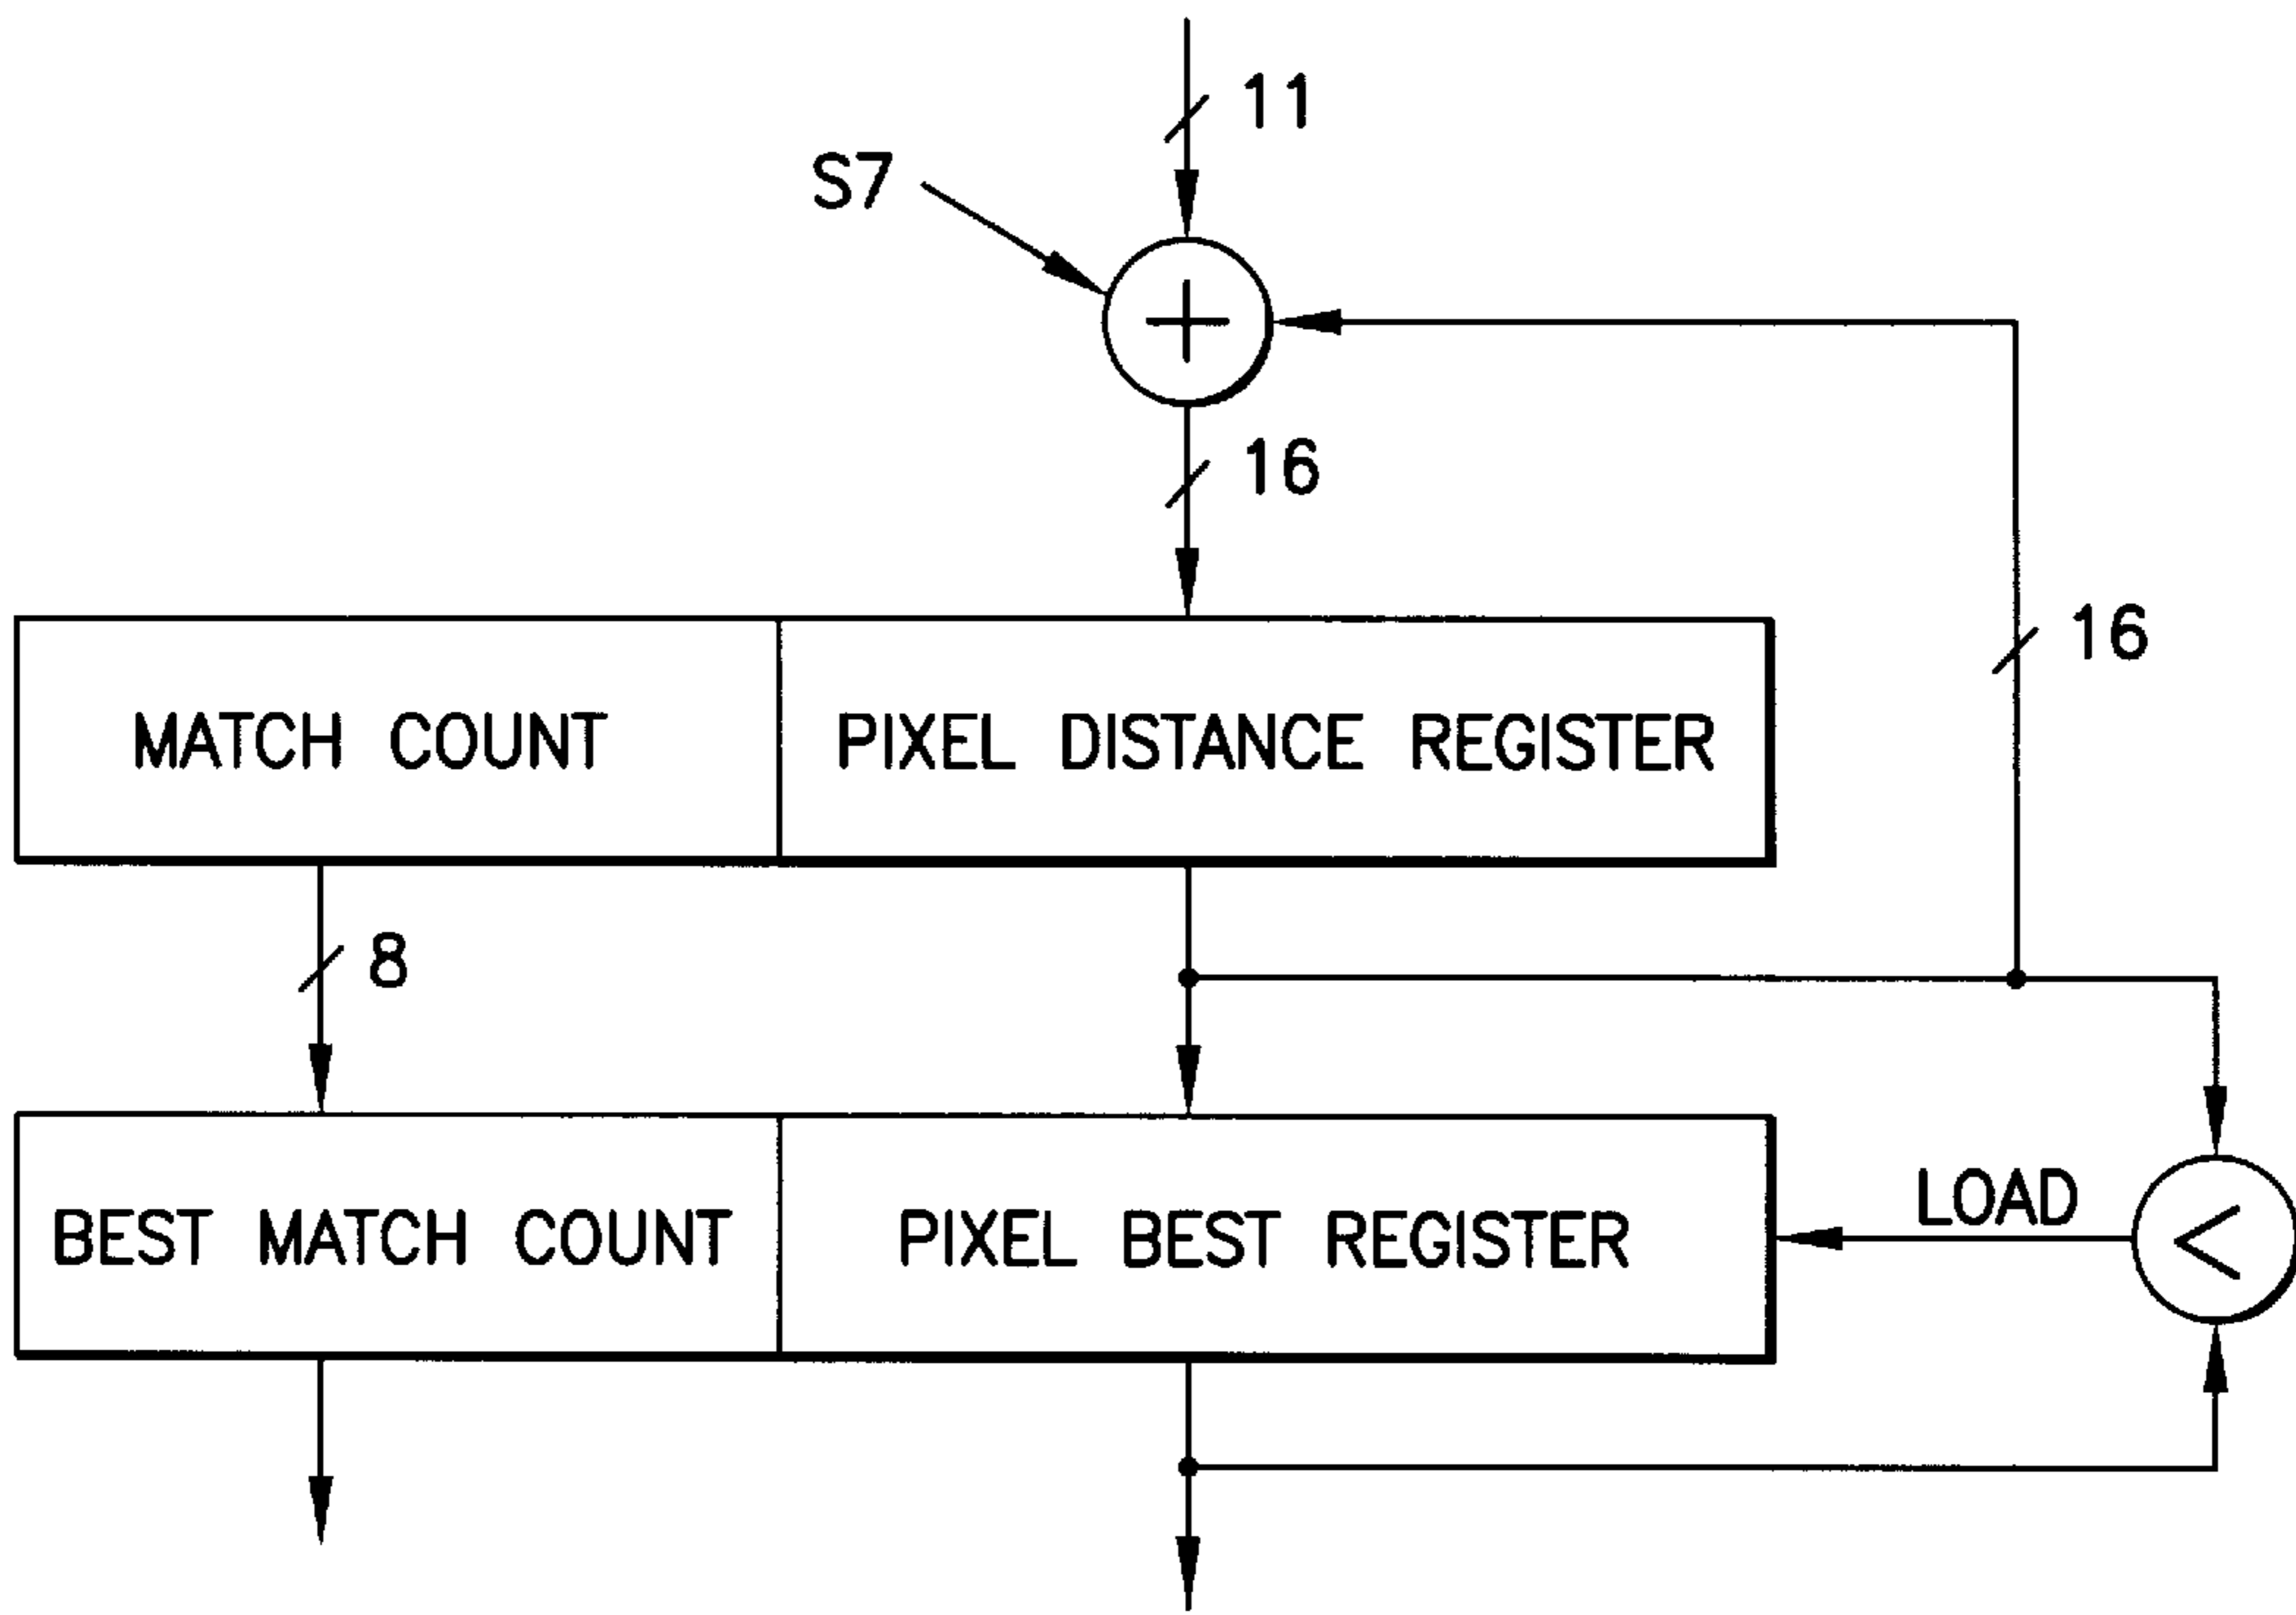 11
S7
+
16
16
MATCH COUNT
PIXEL DISTANCE REGISTER
8
LOAD
<
BEST MATCH COUNT
PIXEL BEST REGISTER